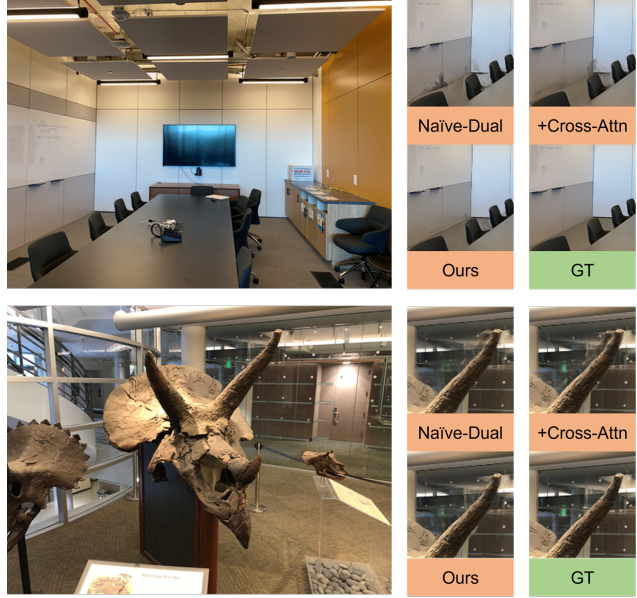 Naïve-Dual
+Cross-Attn
Ours
GT
Naïve-Dual
+Cross-Attn
Ours
GT